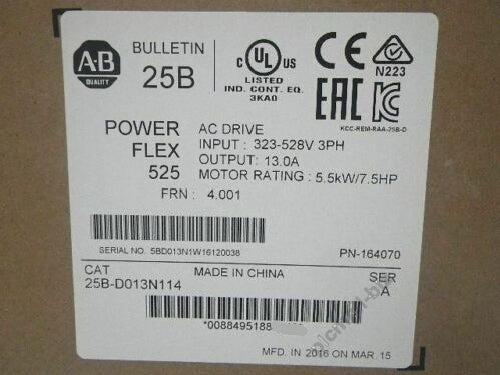 A-B
QUALITY
BULLETIN
25B
C UL US
LISTED
IND. CONT. EQ.
3KA0
CE
N223
EAC
KCC-REM-RAA-25B-D
POWER
FLEX
525
AC DRIVE
INPUT : 323-528V 3PH
OUTPUT: 13.0A
MOTOR RATING : 5.5kW/7.5HP
FRN : 4.001
SERIAL NO. 5BD013N1W16120038
PN-164070
CAT
25B-D013N114
MADE IN CHINA
SER
A
*0088495188
MFD. IN 2016 ON MAR. 15